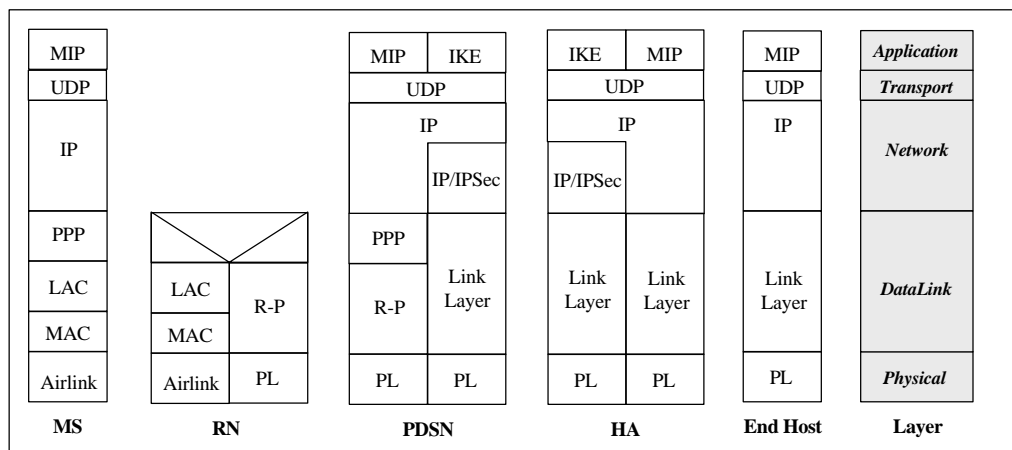 MIP
UDP
IP
PPP
LAC
MAC
Airlink
MS
LAC
MAC
Airlink
R-P
PL
RN
MIP IKE
UDP
IP
IP/IPSec
PPP
R-P
PL
Link
Layer
PL
PDSN
IKE MIP
UDP
IP
IP/IPSec
Link
Layer
PL
Link
Layer
PL
HA
MIP
UDP
IP
Link
Layer
PL
End Host
Application
Transport
Network
DataLink
Physical
Layer